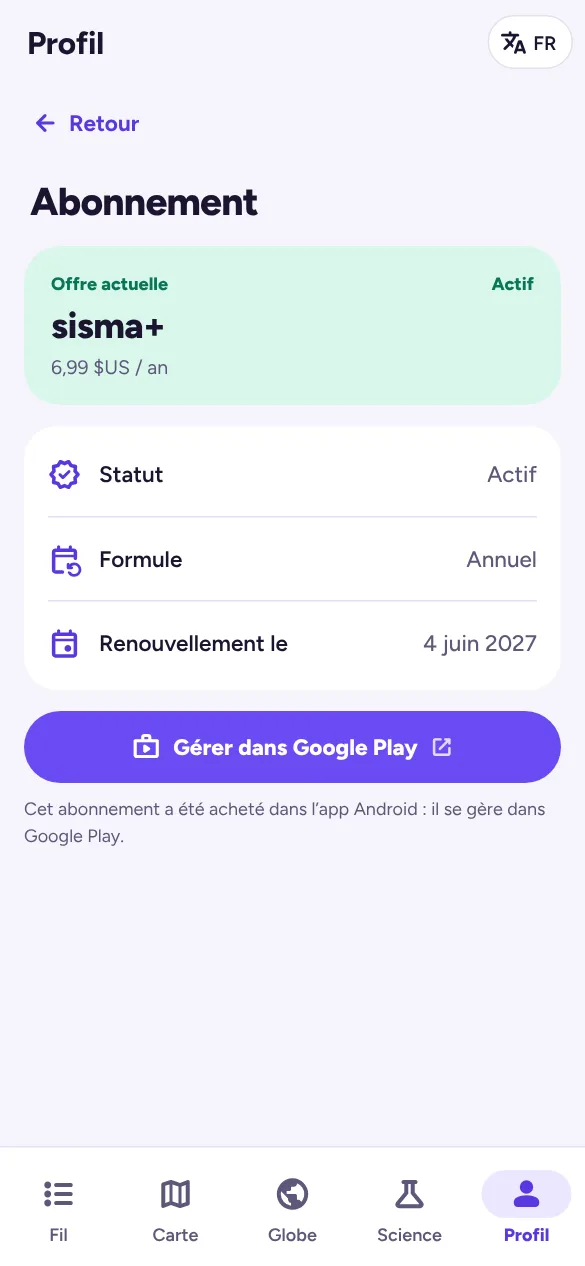 Profil
FR
Retour
Abonnement
Offre actuelle
Actif
sisma+
6,99 $US / an
Statut
Actif
Formule
Annuel
Renouvellement le
4 juin 2027
Gérer dans Google Play
Cet abonnement a été acheté dans l’app Android : il se gère dans
Google Play.
Fil
Carte
Globe
Science
Profil